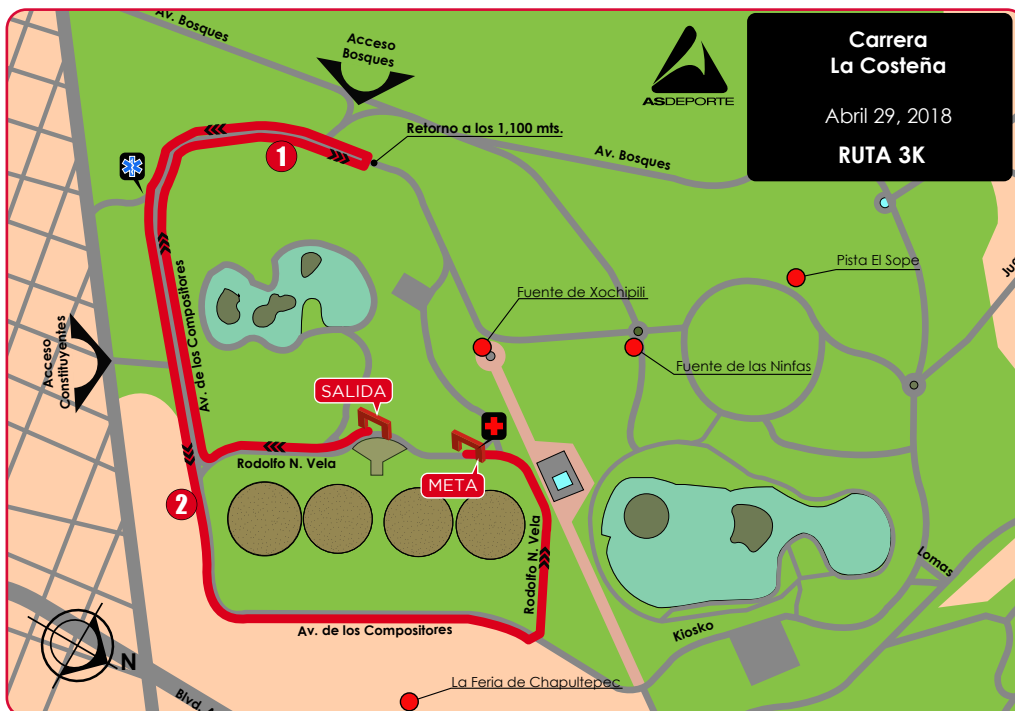 Av. Bosques
Acceso
Bosques
ASDEPORTE
Carrera
La Costeña
Abril 29, 2018
RUTA 3K
Retorno a los 1,100 mts.
1
Av. Bosques
Pista El Sope
Av. de los Compositores
Fuente de Xochipili
Acceso
Constituyentes
Fuente de las Ninfas
SALIDA
Rodolfo N. Vela
META
2
Rodolfo N. Vela
Lomas
Av. de los Compositores
Kiosko
N
La Feria de Chapultepec
Blvd.